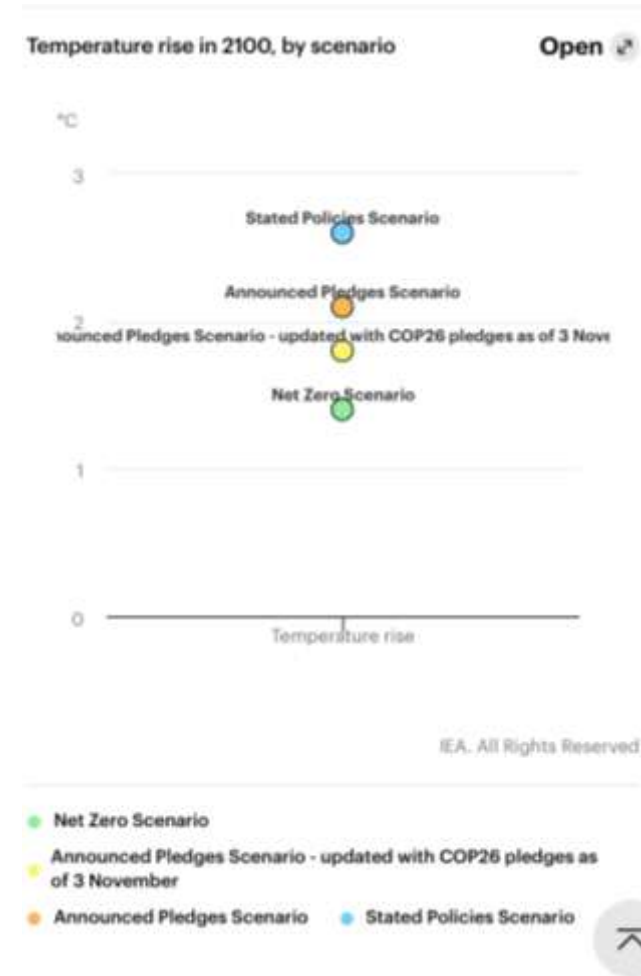 Temperature rise in 2100, by scenario
Open
°C
3
Stated Policies Scenario
Announced Pledges Scenario
2
nounced Pledges Scenario - updated with COP26 pledges as of 3 Nove
Net Zero Scenario
1
0
Temperature rise
IEA. All Rights Reserved
Net Zero Scenario
Announced Pledges Scenario - updated with COP26 pledges as
of 3 November
Announced Pledges Scenario
Stated Policies Scenario